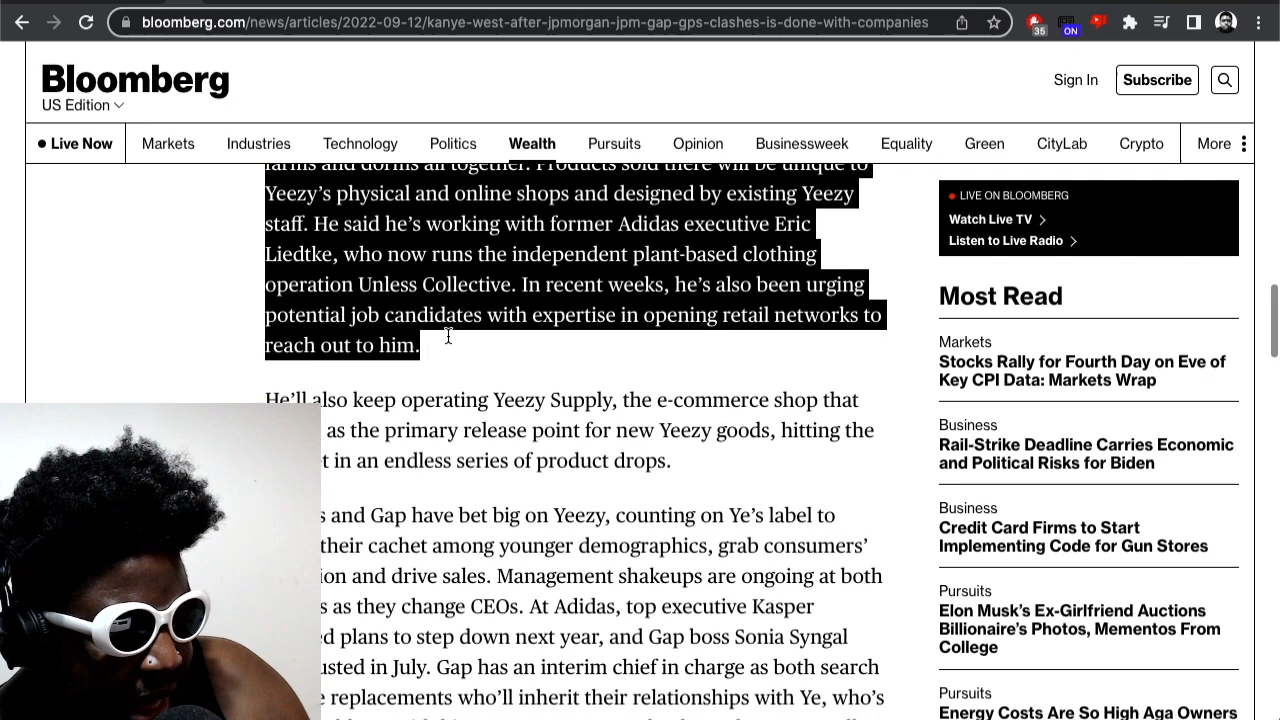 bloomberg.com/news/articles/2022-09-12/kanye-west-after-jpmorgan-jpm-gap-gps-clashes-is-done-with-companies
35
ON
Bloomberg
US Edition
Sign In
Subscribe
Live Now
Markets
Industries
Technology
Politics
Wealth
Pursuits
Opinion
Businessweek
Equality
Green
CityLab
Crypto
More
farms and dorms all together. Products sold there will be unique to
Yeezy’s physical and online shops and designed by existing Yeezy
staff. He said he’s working with former Adidas executive Eric
Liedtke, who now runs the independent plant-based clothing
operation Unless Collective. In recent weeks, he’s also been urging
potential job candidates with expertise in opening retail networks to
reach out to him.
He’ll also keep operating Yeezy Supply, the e-commerce shop that
as the primary release point for new Yeezy goods, hitting the
t in an endless series of product drops.
s and Gap have bet big on Yeezy, counting on Ye’s label to
their cachet among younger demographics, grab consumers’
ion and drive sales. Management shakeups are ongoing at both
s as they change CEOs. At Adidas, top executive Kasper
ed plans to step down next year, and Gap boss Sonia Syngal
usted in July. Gap has an interim chief in charge as both search
e replacements who’ll inherit their relationships with Ye, who’s
LIVE ON BLOOMBERG
Watch Live TV
Listen to Live Radio
Most Read
Markets
Stocks Rally for Fourth Day on Eve of
Key CPI Data: Markets Wrap
Business
Rail-Strike Deadline Carries Economic
and Political Risks for Biden
Business
Credit Card Firms to Start
Implementing Code for Gun Stores
Pursuits
Elon Musk’s Ex-Girlfriend Auctions
Billionaire’s Photos, Mementos From
College
Pursuits
Energy Costs Are So High Aga Owners